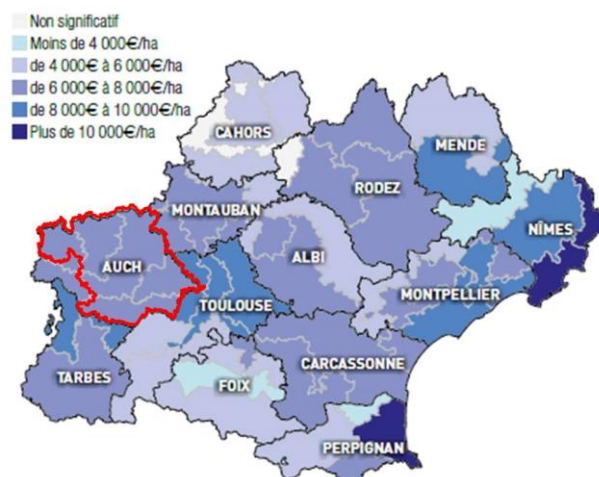 Non significatif
Moins de 4 000€/ha
de 4 000€ à 6 000€/ha
de 6 000€ à 8 000€/ha
de 8 000€ à 10 000€/ha
Plus de 10 000€/ha
CAHORS
MENDE
RODEZ
MONTAUBAN
NÎMES
ALBI
AUCH
MONTPELLIER
TOULOUSE
CARCASSONNE
TARBES
FOIX
PERPIGNAN